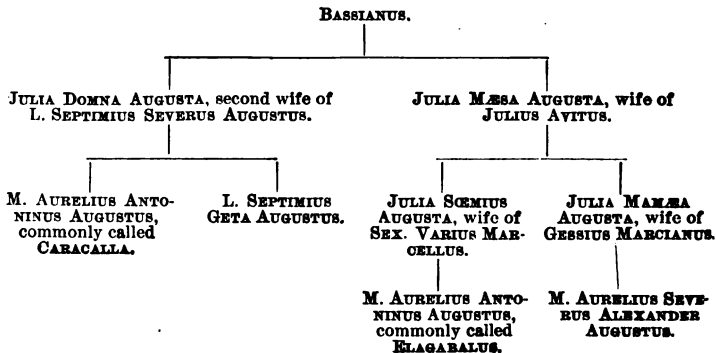 BASSIANUS.
JULIA DOMNA AUGUSTA, second wife of
L. SEPTIMIUS SEVERUS AUGUSTUS.
JULIA MÆSA AUGUSTA, wife of
JULIUS AVITUS.
M. AURELIUS ANTO-
NINUS AUGUSTUS,
commonly called
CARACALLA.
L. SEPTIMIUS
GETA AUGUSTUS.
JULIA SŒMIUS
AUGUSTA, wife of
SEX. VARIUS MAR-
CELLUS.
JULIA MAMÆA
AUGUSTA, wife of
GESSIUS MARCIANUS.
M. AURELIUS ANTO-
NINUS AUGUSTUS,
commonly called
ELAGABALUS.
M. AURELIUS SEVE-
RUS ALEXANDER
AUGUSTUS.